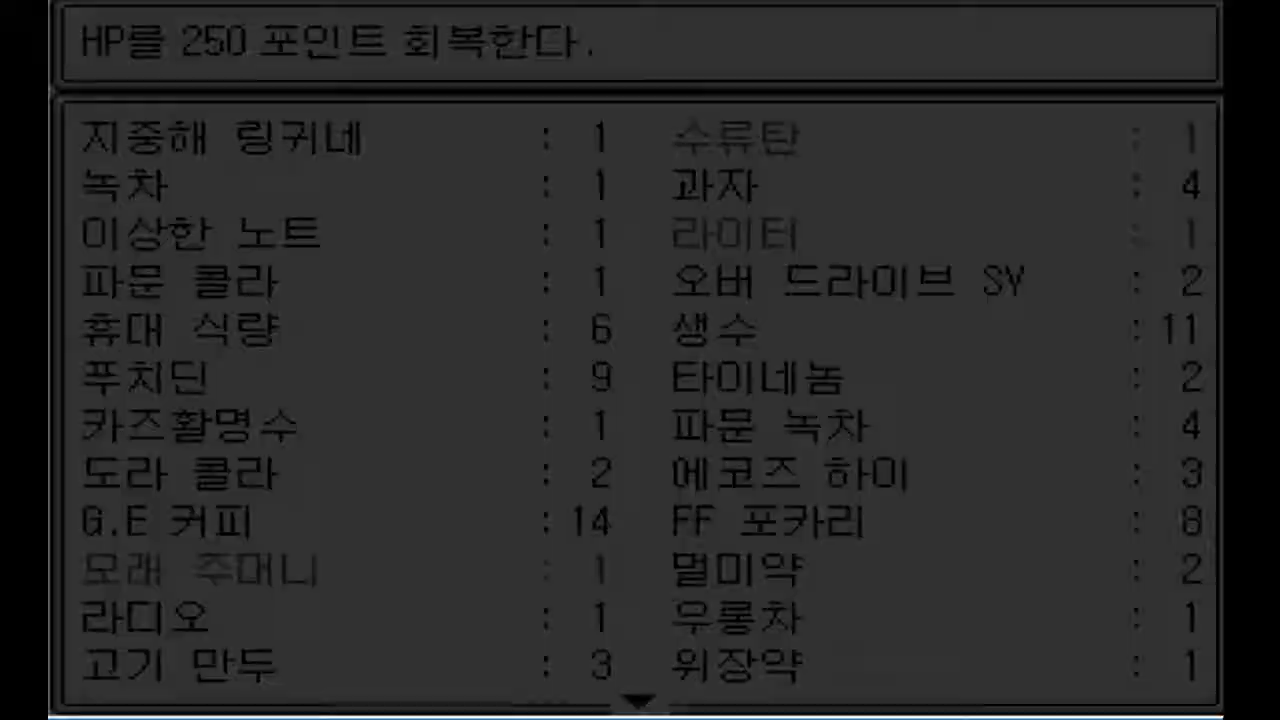 HP를 250 포인트 회복한다.
지중해 링귀네 : 1 수류탄 : 1
녹차 : 1 과자 : 4
이상한 노트 : 1 라이터 : 1
파문 콜라 : 1 오버 드라이브 SY : 2
휴대 식량 : 6 생수 : 11
푸치딘 : 9 타이네놈 : 2
카즈활명수 : 1 파문 녹차 : 4
도라 콜라 : 2 에코즈 하이 : 3
G.E 커피 : 14 FF 포카리 : 8
모래 주머니 : 1 멀미약 : 2
라디오 : 1 우롱차 : 1
고기 만두 : 3 위장약 : 1